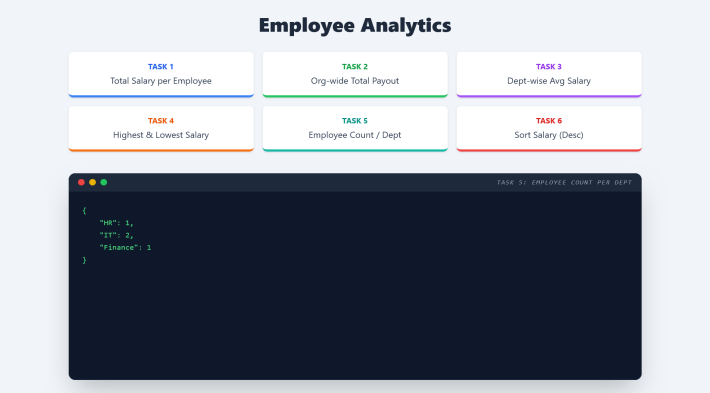 Employee Analytics
TASK 1
Total Salary per Employee
TASK 2
Org-wide Total Payout
TASK 3
Dept-wise Avg Salary
TASK 4
Highest & Lowest Salary
TASK 5
Employee Count / Dept
TASK 6
Sort Salary (Desc)
TASK 5: EMPLOYEE COUNT PER DEPT
{
"HR": 1,
"IT": 2,
"Finance": 1
}